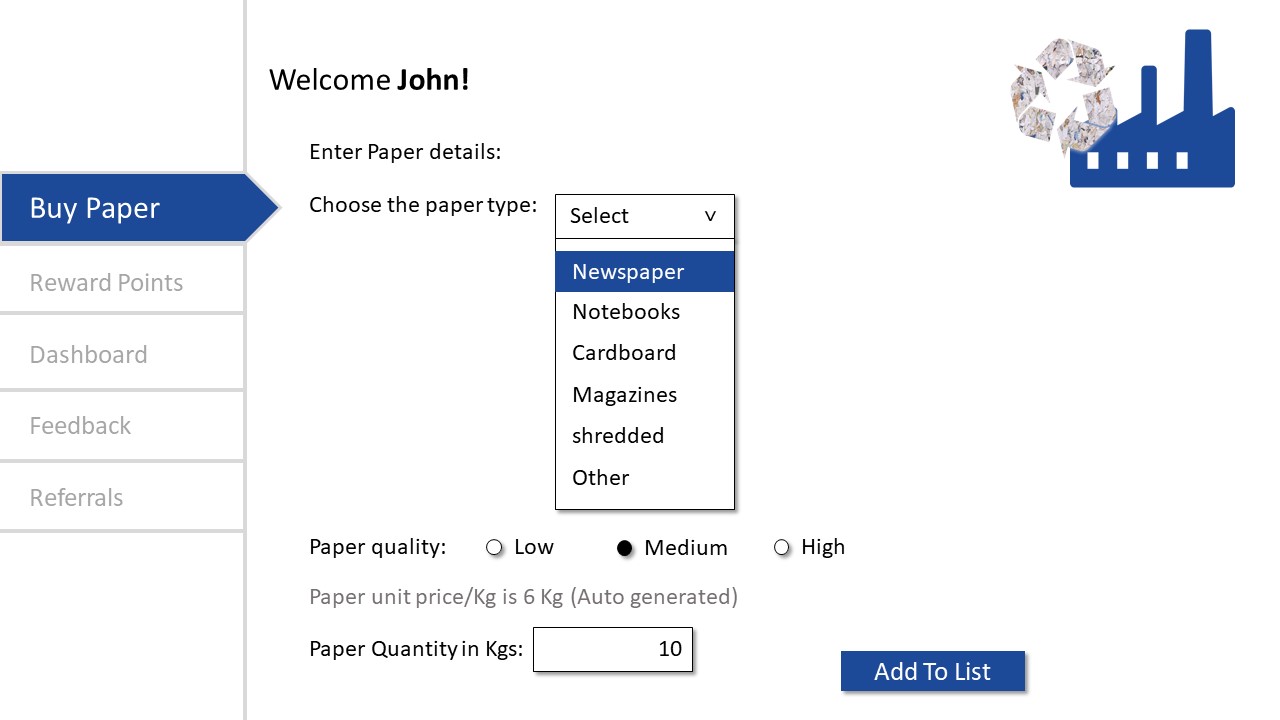 Welcome John!
Enter Paper details:
Buy Paper
Choose the paper type:
Select ˅
Newspaper
Reward Points
Notebooks
Dashboard
Cardboard
Magazines
Feedback
shredded
Other
Referrals
Paper quality: Low Medium High
Paper unit price/Kg is 6 Kg (Auto generated)
Paper Quantity in Kgs: 10
Add To List